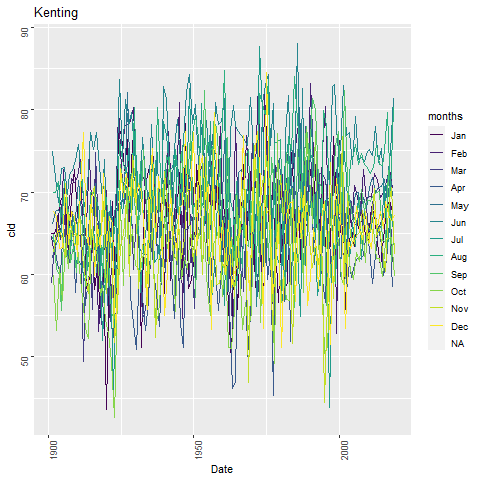 Kenting
90
80
70
60
50
cld
1900
1950
2000
Date
months
Jan
Feb
Mar
Apr
May
Jun
Jul
Aug
Sep
Oct
Nov
Dec
NA